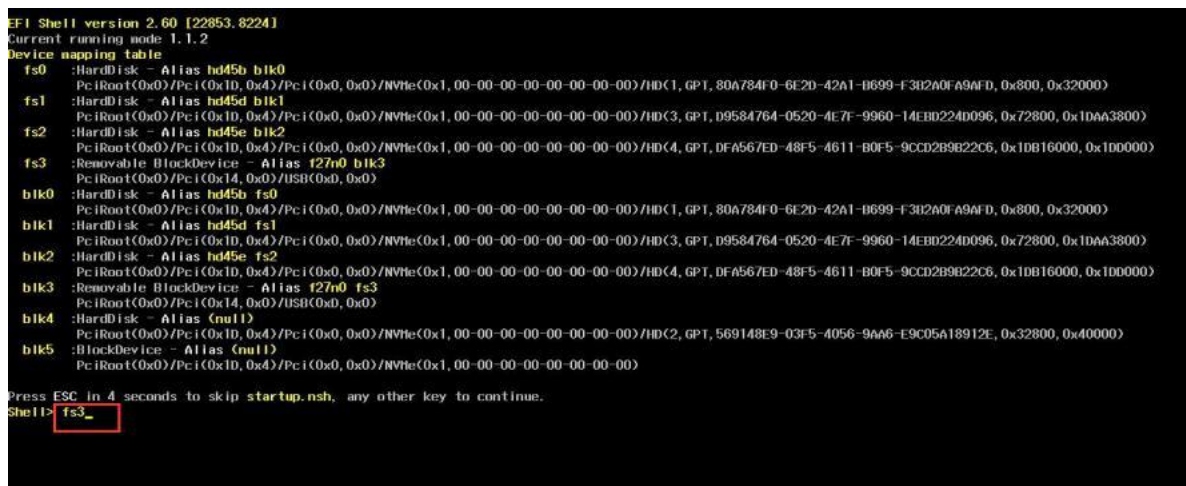 EFI Shell version 2.60 [22853.8224]
Current running mode 1.1.2
Device mapping table
fs0 :HardDisk - Alias hd45b blk0
PciRoot(0x0)/Pci(0x1D,0x4)/Pci(0x0,0x0)/NVMe(0x1,00-00-00-00-00-00-00-00)/HD(1,GPT,80A784F0-6E2D-42A1-B699-F3B2A0FA9AFD,0x800,0x32000)
fs1 :HardDisk - Alias hd45d blk1
PciRoot(0x0)/Pci(0x1D,0x4)/Pci(0x0,0x0)/NVMe(0x1,00-00-00-00-00-00-00-00)/HD(3,GPT,D9584764-0520-4E7F-9960-14EBD224D096,0x72800,0x1DAA3800)
fs2 :HardDisk - Alias hd45e blk2
PciRoot(0x0)/Pci(0x1D,0x4)/Pci(0x0,0x0)/NVMe(0x1,00-00-00-00-00-00-00-00)/HD(4,GPT,DFA567ED-48F5-4611-B0F5-9CCD2B9B22C6,0x1DB16000,0x1DD000)
fs3 :Removable BlockDevice - Alias f27n0 blk3
PciRoot(0x0)/Pci(0x14,0x0)/USB(0xD,0x0)
blk0 :HardDisk - Alias hd45b fs0
PciRoot(0x0)/Pci(0x1D,0x4)/Pci(0x0,0x0)/NVMe(0x1,00-00-00-00-00-00-00-00)/HD(1,GPT,80A784F0-6E2D-42A1-B699-F3B2A0FA9AFD,0x800,0x32000)
blk1 :HardDisk - Alias hd45d fs1
PciRoot(0x0)/Pci(0x1D,0x4)/Pci(0x0,0x0)/NVMe(0x1,00-00-00-00-00-00-00-00)/HD(3,GPT,D9584764-0520-4E7F-9960-14EBD224D096,0x72800,0x1DAA3800)
blk2 :HardDisk - Alias hd45e fs2
PciRoot(0x0)/Pci(0x1D,0x4)/Pci(0x0,0x0)/NVMe(0x1,00-00-00-00-00-00-00-00)/HD(4,GPT,DFA567ED-48F5-4611-B0F5-9CCD2B9B22C6,0x1DB16000,0x1DD000)
blk3 :Removable BlockDevice - Alias f27n0 fs3
PciRoot(0x0)/Pci(0x14,0x0)/USB(0xD,0x0)
blk4 :HardDisk - Alias (null)
PciRoot(0x0)/Pci(0x1D,0x4)/Pci(0x0,0x0)/NVMe(0x1,00-00-00-00-00-00-00-00)/HD(2,GPT,569148E9-03F5-4056-9AA6-E9C05A18912E,0x32800,0x40000)
blk5 :BlockDevice - Alias (null)
PciRoot(0x0)/Pci(0x1D,0x4)/Pci(0x0,0x0)/NVMe(0x1,00-00-00-00-00-00-00-00)
Press ESC in 4 seconds to skip startup.nsh, any other key to continue.
Shell> fs3_